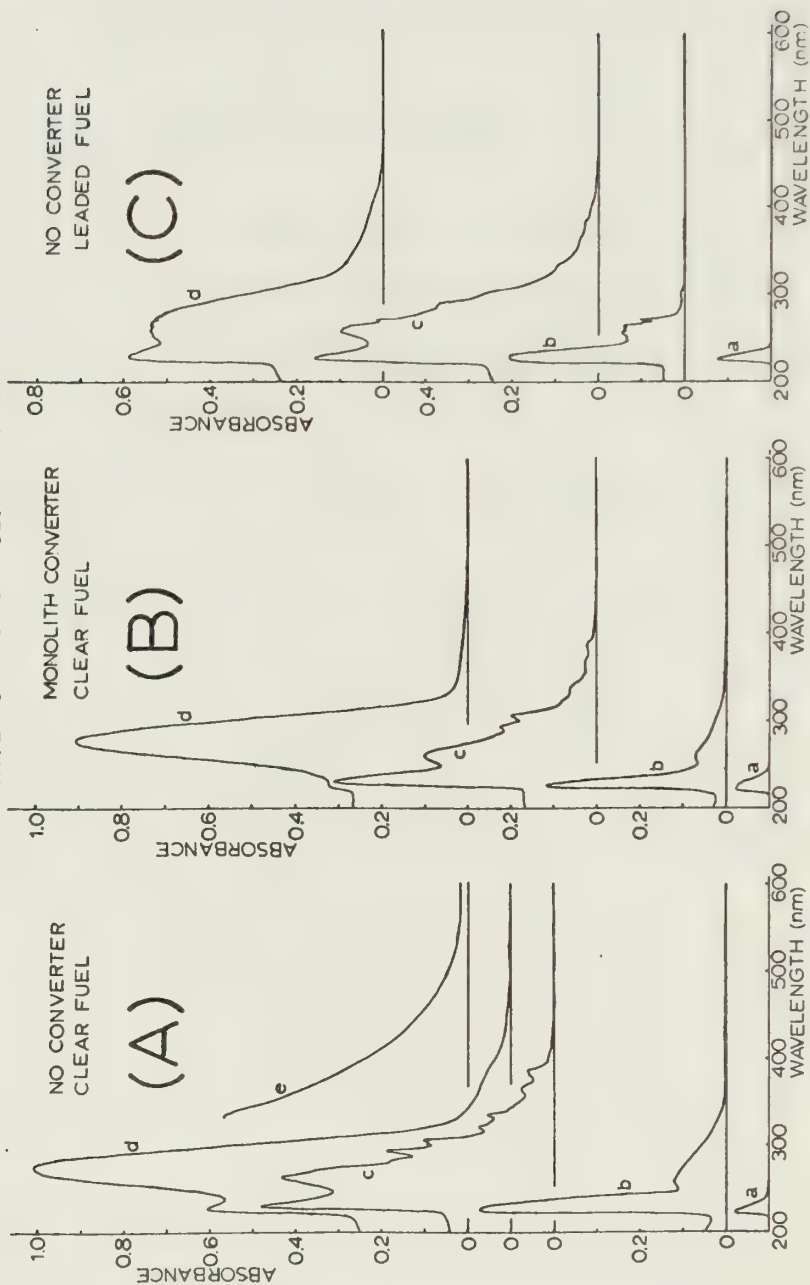 NO CONVERTER
CLEAR FUEL
(A)
ABSORBANCE
1.0
0.8
0.6
0.4
0.2
0
0
0
0.2
0
d
e
c
b
a
200 300 400 500 600
WAVELENGTH (nm)
MONOLITH CONVERTER
CLEAR FUEL
(B)
ABSORBANCE
1.0
0.8
0.6
0.4
0.2
0
0.2
0
0.2
0
d
c
b
a
200 300 400 500 600
WAVELENGTH (nm)
NO CONVERTER
LEADED FUEL
(C)
ABSORBANCE
0.8
0.6
0.4
0.2
0
0.4
0.2
0
0
d
c
b
a
200 300 400 500 600
WAVELENGTH (nm)